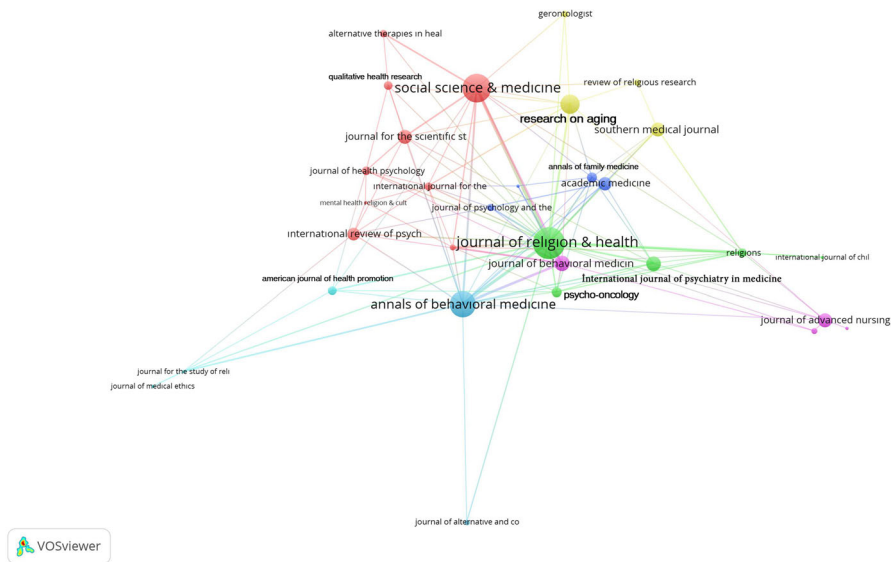 gerontologist
alternative therapies in heal
qualitative health research
social science & medicine
review of religious research
research on aging
southern medical journal
journal for the scientific st
annals of family medicine
journal of health psychology
international journal for the
academic medicine
mental health religion & cult
journal of psychology and the
international review of psych
journal of religion & health
religions
international journal of chil
journal of behavioral medicin
International journal of psychiatry in medicine
american journal of health promotion
psycho-oncology
annals of behavioral medicine
journal of advanced nursing
journal for the study of reli
journal of medical ethics
journal of alternative and co
VOSviewer